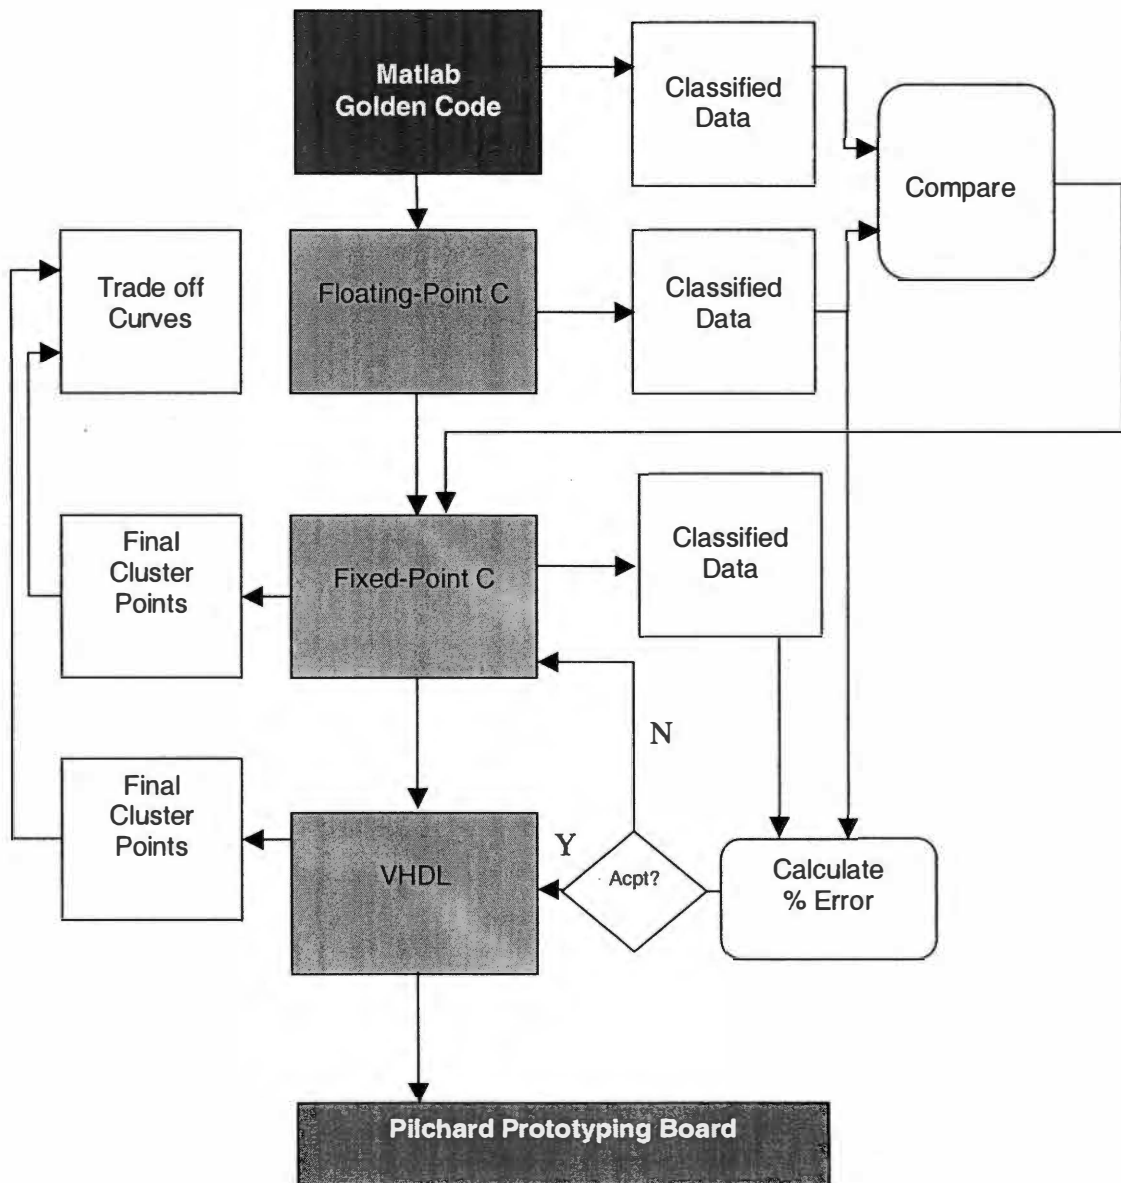 Matlab
Golden Code
Classified
Data
Compare
Trade off
Curves
Floating-Point C
Classified
Data
Final
Cluster
Points
Fixed-Point C
Classified
Data
N
Final
Cluster
Points
VHDL
Y
Acpt?
Calculate
% Error
Pilchard Prototyping Board